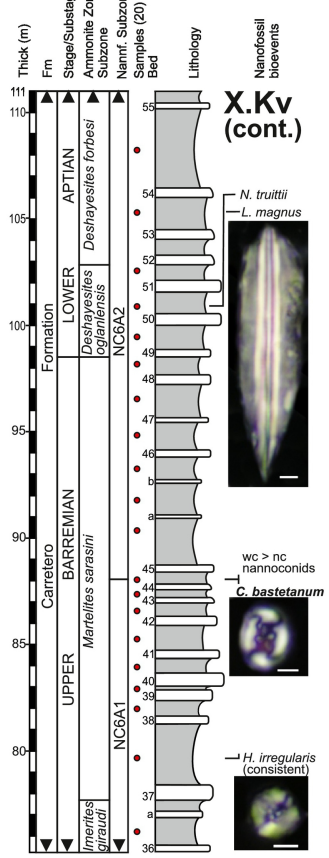 Thick (m)
Fm
Stage/Substag
Ammonite Zo
Subzone
Nannf. Subzo
Samples (20)
Bed
Lithology
Nanofossil
bioevents
X.Kv
(cont.)
111
110
105
100
95
90
85
80
Carretero
Formation
UPPER
BARREMIAN
LOWER
APTIAN
Imerites
giraudi
Martelites sarasini
Deshayesites
oglanlensis
Deshayesites forbesi
NC6A1
NC6A2
55
54
53
52
51
50
49
48
47
46
b
a
45
44
43
42
41
40
39
38
37
a
36
N. truittii
L. magnus
wc > nc
nannoconids
C. bastetanum
H. irregularis
(consistent)